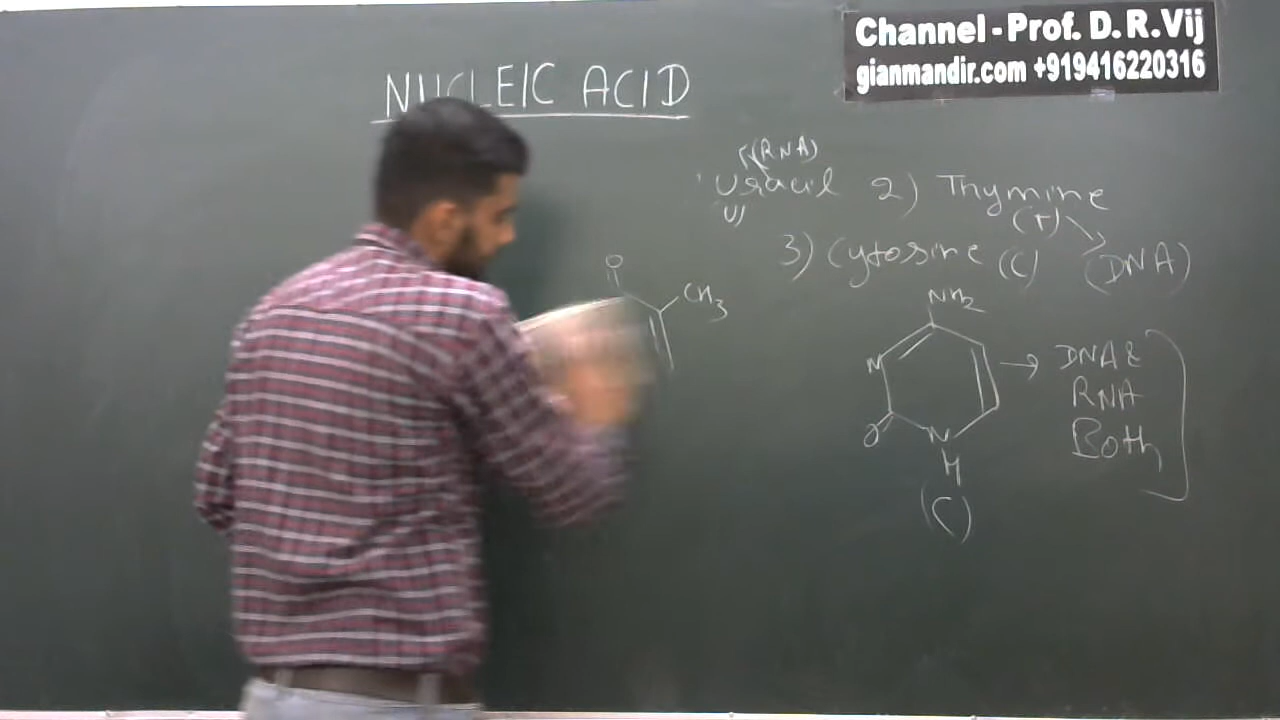 Channel - Prof. D. R. Vij
gianmandir.com +919416220316
NUCLEIC ACID
(RNA)
Uracil 2) Thymine
(U) (T)
3) Cytosine (C) (DNA)
O
CH3
NH2
N
DNA &
RNA
Both
O
N
H
(C)